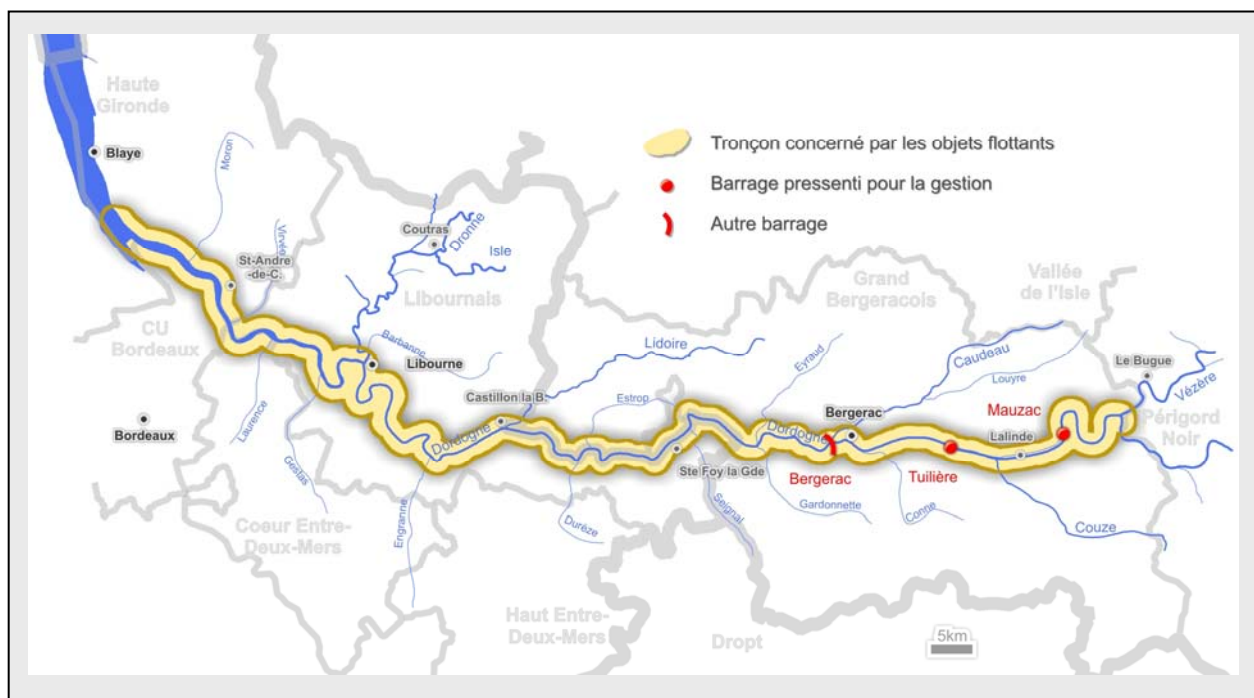 Haute
Gironde
Blaye
Moron
Virvée
St-Andre
-de-C.
CU
Bordeaux
Bordeaux
Laurence
Gestas
Coeur Entre-
Deux-Mers
Engranne
Coutras
Dronne
Isle
Libournais
Barbanne
Libourne
Castillon la B.
Dordogne
Lidoire
Estrop
Durèze
Ste Foy la Gde
Seignal
Haut Entre-
Deux-Mers
Dropt
Tronçon concerné par les objets flottants
Barrage pressenti pour la gestion
Autre barrage
Grand
Bergeracois
Vallée
de l'Isle
Eyraud
Dordogne
Bergerac
Bergerac
Gardonnette
Caudeau
Louyre
Conne
Tuilière
Mauzac
Lalinde
Couze
Le Bugue
Vézère
Périgord
Noir
5km